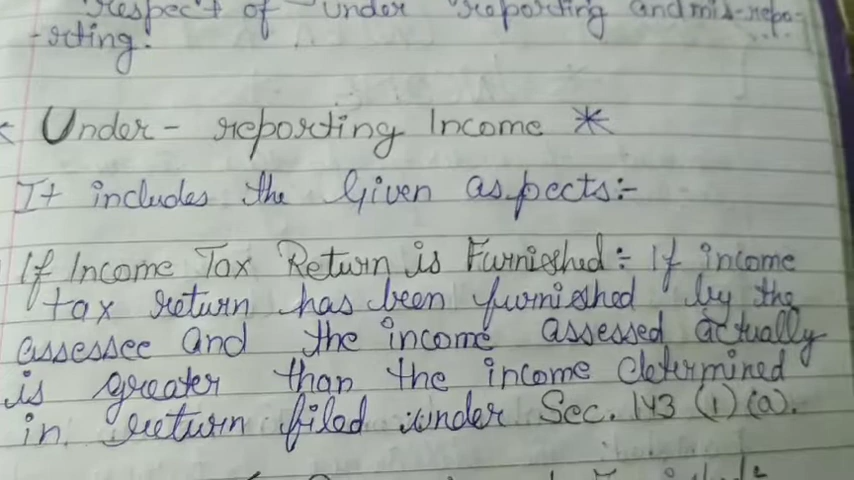 respect of under reporting and mis-repo-
-rting.
Under - reporting Income *
It includes the Given aspects:-
If Income Tax Return is Furnished:- If income
tax return has been furnished by the
assessee and the income assessed actually
is greater than the income determined
in return filed under Sec. 143 (1) (a).